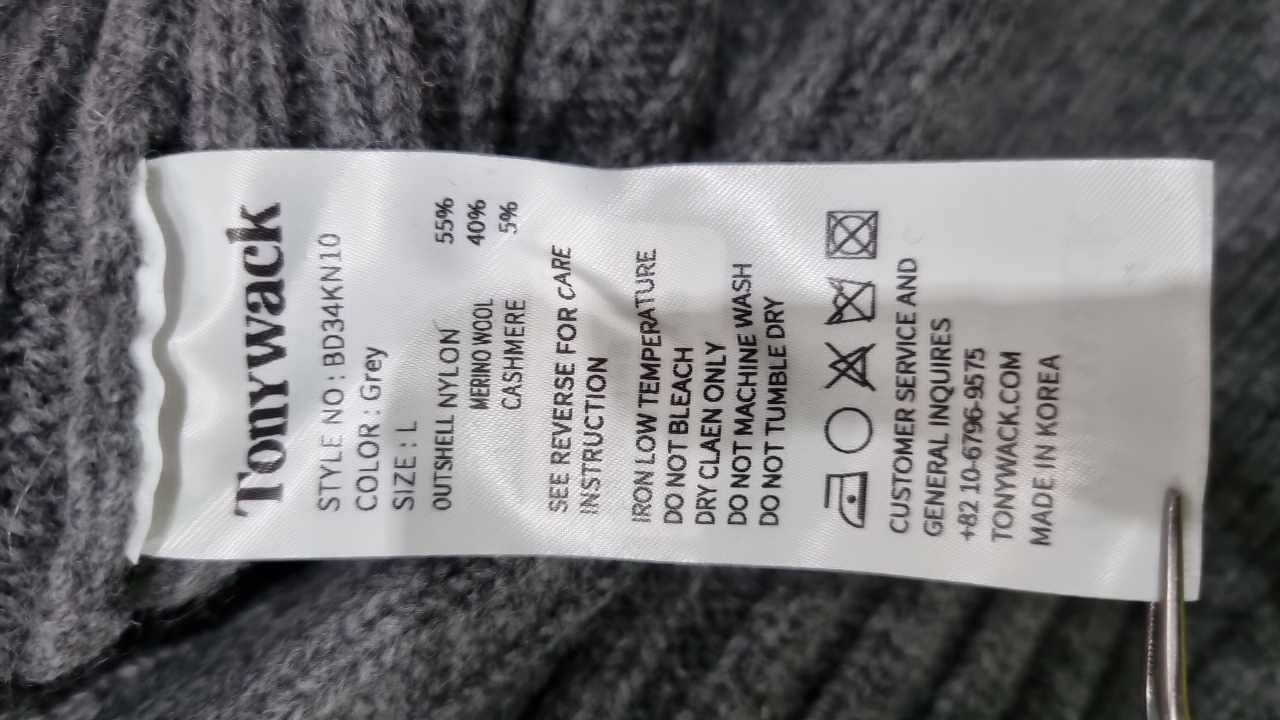 Tonywack
STYLE NO : BD34KN10
COLOR : Grey
SIZE : L
OUTSHELL NYLON 55%
MERINO WOOL 40%
CASHMERE 5%
SEE REVERSE FOR CARE
INSTRUCTION
IRON LOW TEMPERATURE
DO NOT BLEACH
DRY CLAEN ONLY
DO NOT MACHINE WASH
DO NOT TUMBLE DRY
CUSTOMER SERVICE AND
GENERAL INQUIRES
+82 10-6796-9575
TONYWACK.COM
MADE IN KOREA